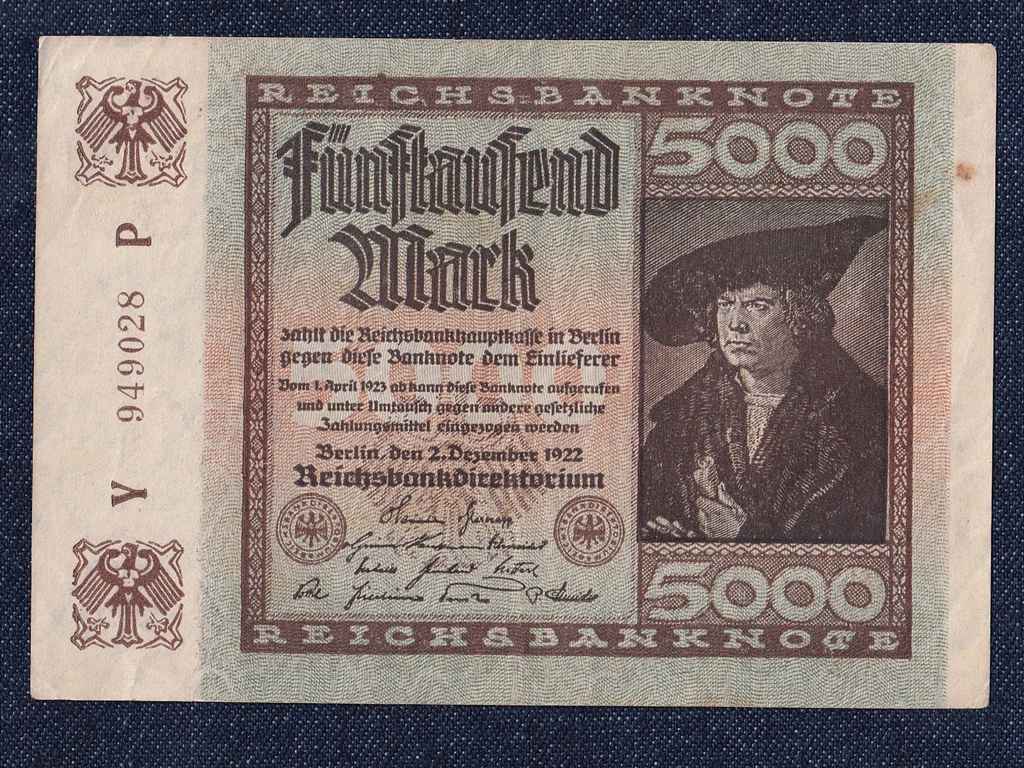 REICHSBANKNOTE
Fünftausend
Mark
zahlt die Reichsbankhauptkasse in Berlin
gegen diese Banknote dem Einlieferer
Vom 1. April 1923 ab kann diese Banknote aufgerufen
und unter Umtausch gegen andere gesetzliche
Zahlungsmittel eingezogen werden
Berlin, den 2. Dezember 1922
Reichsbankdirektorium
5000
5000
REICHSBANKNOTE
Y 949028 P